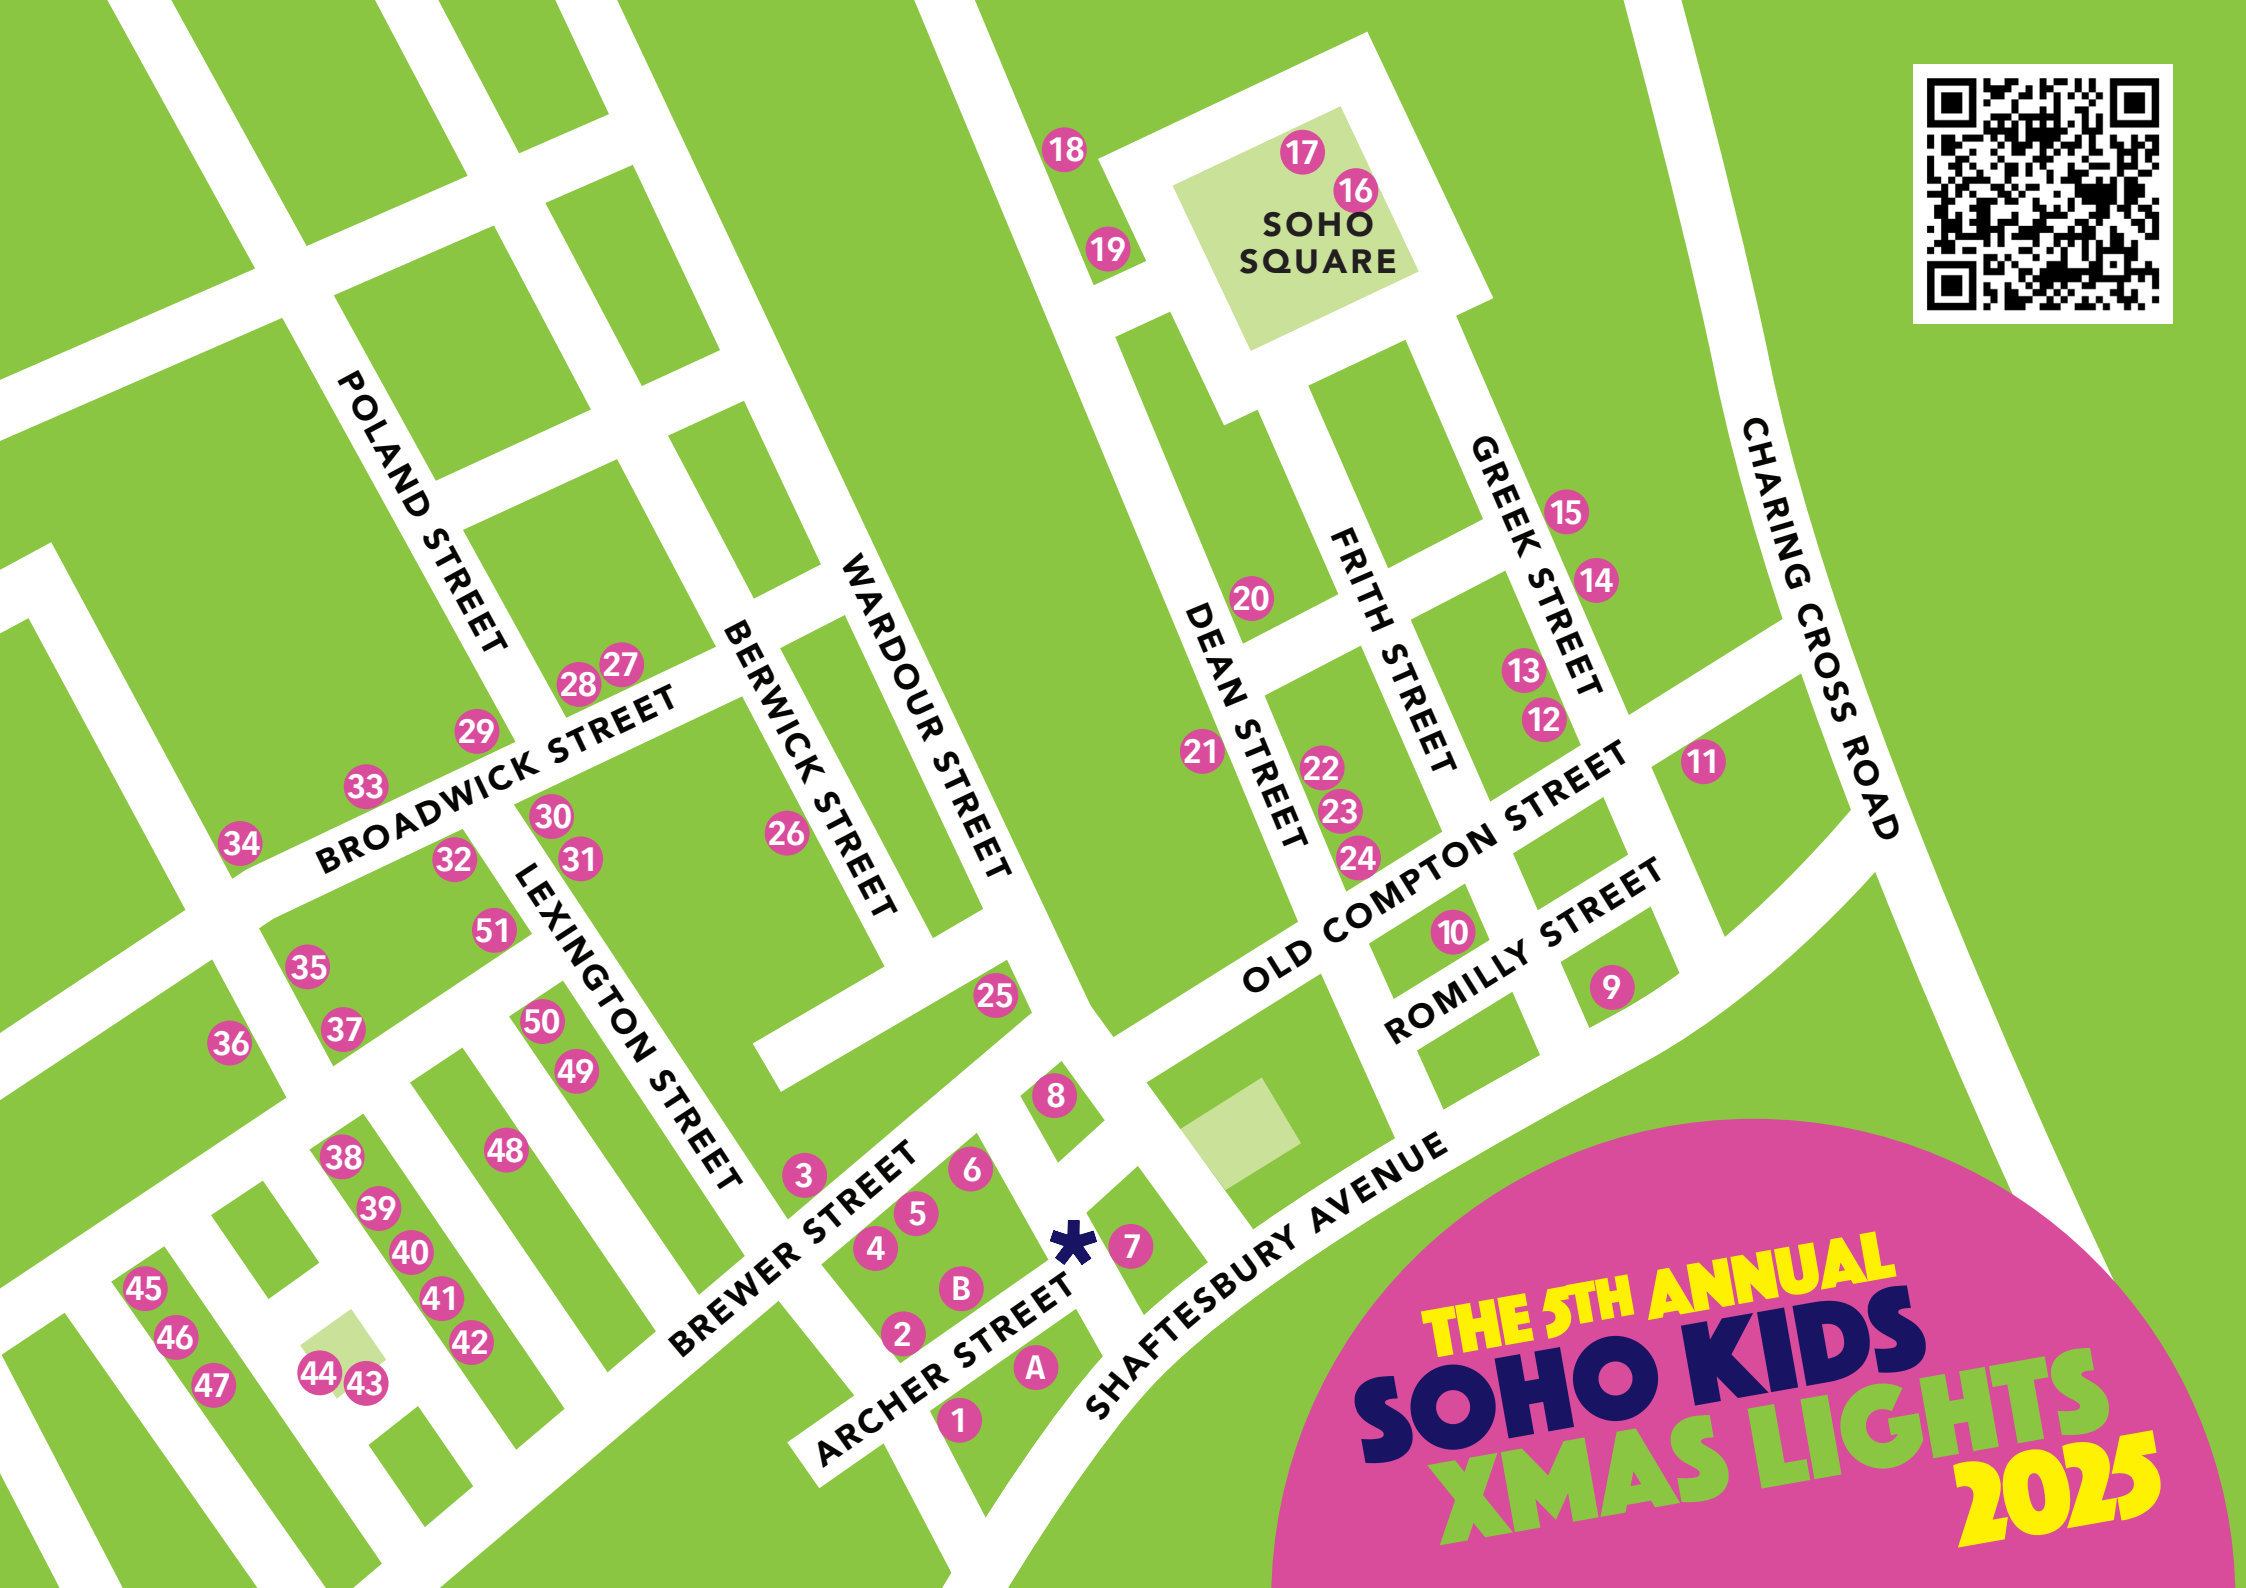 18
17
16
SOHO
SQUARE
19
POLAND STREET
CHARING CROSS ROAD
GREEK STREET
15
FRITH STREET
WARDOUR STREET
14
20
DEAN STREET
BERWICK STREET
27
28
13
12
29
BROADWICK STREET
21
22
11
33
23
30
26
34
32
31
24
OLD COMPTON STREET
LEXINGTON STREET
51
10
ROMILLY STREET
35
9
25
50
37
36
49
8
48
38
3
BREWER STREET
6
39
5
SHAFTESBURY AVENUE
40
4
*
7
45
41
B
46
42
2
ARCHER STREET
44
43
47
A
1
THE 5TH ANNUAL
SOHO KIDS
XMAS LIGHTS
2025